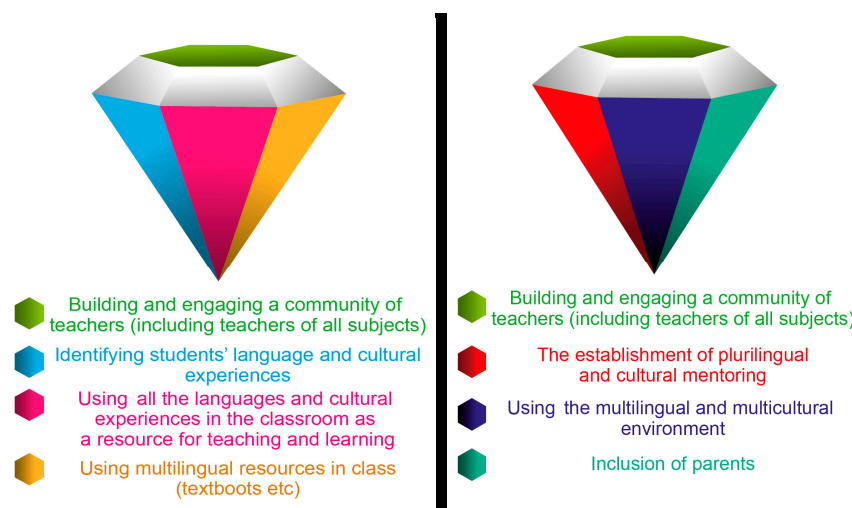 Building and engaging a community of
teachers (including teachers of all subjects)
Identifying students' language and cultural
experiences
Using all the languages and cultural
experiences in the classroom as
a resource for teaching and learning
Using multilingual resources in class
(textboots etc)
Building and engaging a community of
teachers (including teachers of all subjects)
The establishment of plurilingual
and cultural mentoring
Using the multilingual and multicultural
environment
Inclusion of parents